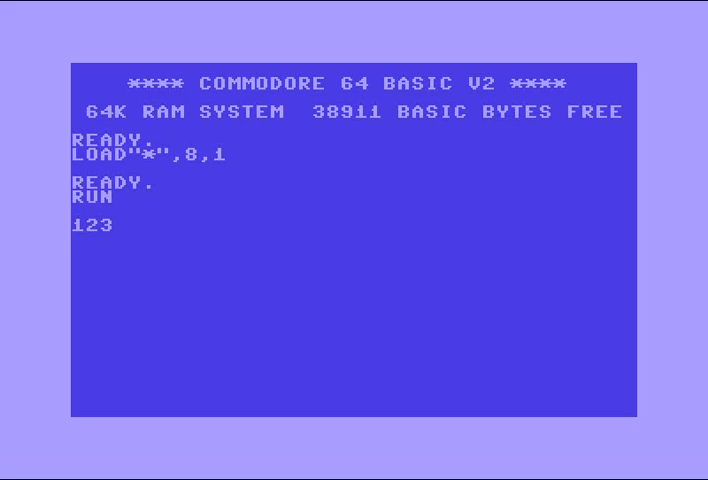 **** COMMODORE 64 BASIC V2 ****
64K RAM SYSTEM  38911 BASIC BYTES FREE
READY.
LOAD"*",8,1
READY.
RUN
123